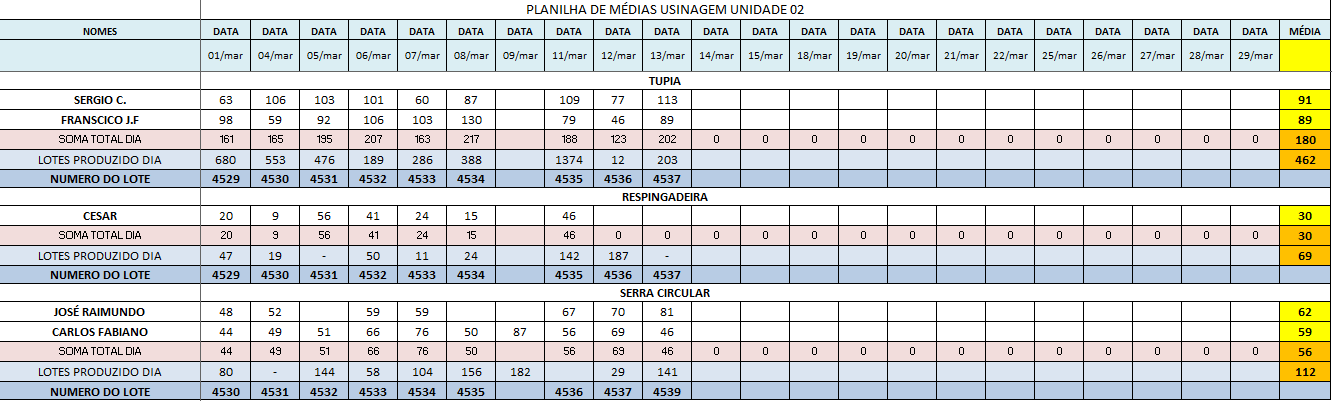 PLANILHA DE MÉDIAS USINAGEM UNIDADE 02
NOMES DATA DATA DATA DATA DATA DATA DATA DATA DATA DATA DATA DATA DATA DATA DATA DATA DATA DATA DATA DATA DATA DATA MÉDIA
01/mar 04/mar 05/mar 06/mar 07/mar 08/mar 09/mar 11/mar 12/mar 13/mar 14/mar 15/mar 18/mar 19/mar 20/mar 21/mar 22/mar 25/mar 26/mar 27/mar 28/mar 29/mar
TUPIA
SERGIO C. 63 106 103 101 60 87 109 77 113 91
FRANSCICO J.F 98 59 92 106 103 130 79 46 89 89
SOMA TOTAL DIA 161 165 195 207 163 217 188 123 202 0 0 0 0 0 0 0 0 0 0 0 0 180
LOTES PRODUZIDO DIA 680 553 476 189 286 388 1374 12 203 462
NUMERO DO LOTE 4529 4530 4531 4532 4533 4534 4535 4536 4537
RESPINGADEIRA
CESAR 20 9 56 41 24 15 46 30
SOMA TOTAL DIA 20 9 56 41 24 15 46 0 0 0 0 0 0 0 0 0 0 0 0 0 0 30
LOTES PRODUZIDO DIA 47 19 - 50 11 24 142 187 - 69
NUMERO DO LOTE 4529 4530 4531 4532 4533 4534 4535 4536 4537
SERRA CIRCULAR
JOSÉ RAIMUNDO 48 52 59 59 67 70 81 62
CARLOS FABIANO 44 49 51 66 76 50 87 56 69 46 59
SOMA TOTAL DIA 44 49 51 66 76 50 56 69 46 0 0 0 0 0 0 0 0 0 0 0 0 56
LOTES PRODUZIDO DIA 80 - 144 58 104 156 182 29 141 112
NUMERO DO LOTE 4530 4531 4532 4533 4534 4535 4536 4537 4539